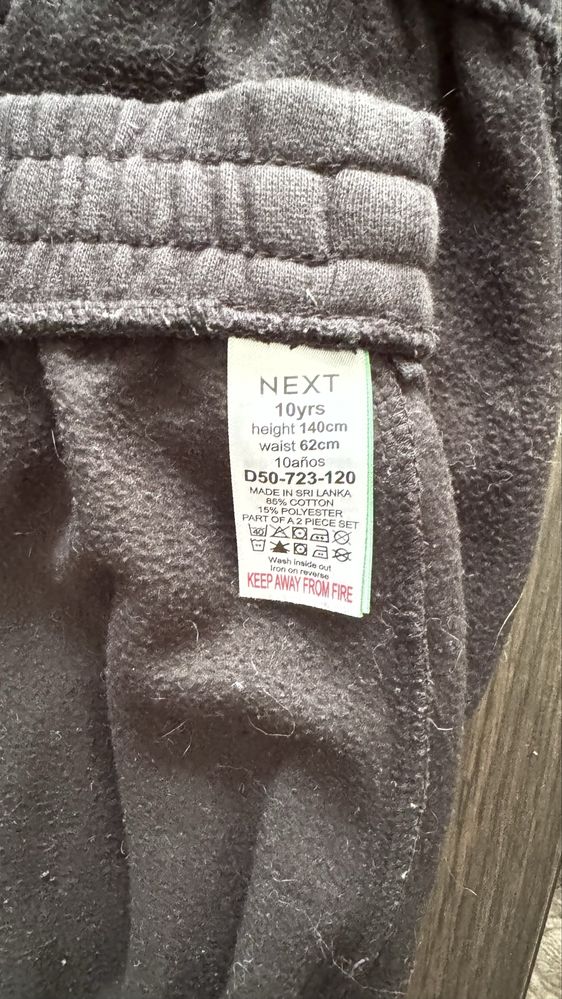 NEXT
10yrs
height 140cm
waist 62cm
10años
D50-723-120
MADE IN SRI LANKA
85% COTTON
15% POLYESTER
PART OF A 2 PIECE SET
40
Wash inside out
Iron on reverse
KEEP AWAY FROM FIRE